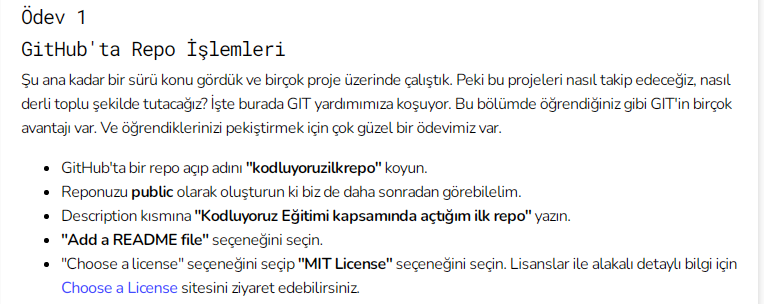 Ödev 1
GitHub'ta Repo İşlemleri
Şu ana kadar bir sürü konu gördük ve birçok proje üzerinde çalıştık. Peki bu projeleri nasıl takip edeceğiz, nasıl
derli toplu şekilde tutacağız? İşte burada GIT yardımımıza koşuyor. Bu bölümde öğrendiğiniz gibi GIT'in birçok
avantajı var. Ve öğrendiklerinizi pekiştirmek için çok güzel bir ödevimiz var.
• GitHub'ta bir repo açıp adını "kodluyoruzilkrepo" koyun.
• Reponuzu public olarak oluşturun ki biz de daha sonradan görebilelim.
• Description kısmına "Kodluyoruz Eğitimi kapsamında açtığım ilk repo" yazın.
• "Add a README file" seçeneğini seçin.
• "Choose a license" seçeneğini seçip "MIT License" seçeneğini seçin. Lisanslar ile alakalı detaylı bilgi için
Choose a License sitesini ziyaret edebilirsiniz.